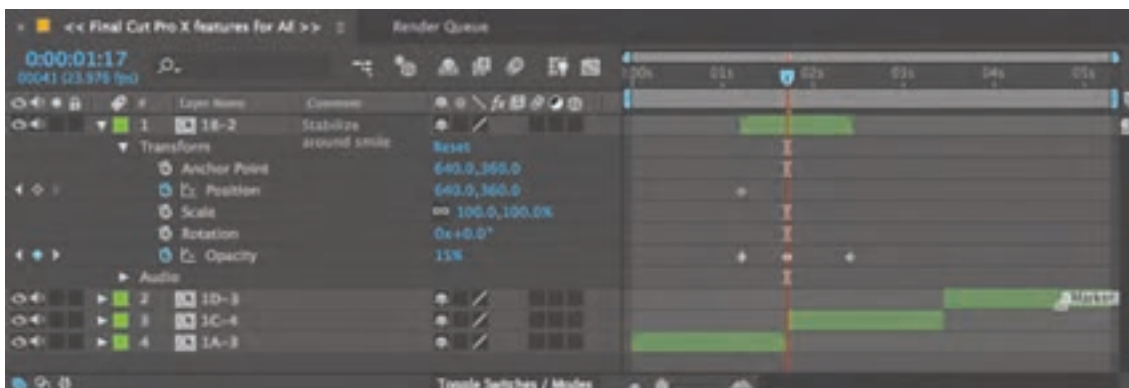 << Final Cut Pro X features for AE >> Render Queue
0:00:01:17
00041 (23.976 fps)
01s 02s 03s 04s 05s
# Layer Name Comment
1 1B-2 Stabilize around smile
Transform Reset
Anchor Point 640.0,360.0
Position 640.0,360.0
Scale 100.0,100.0%
Rotation 0x+0.0°
Opacity 15%
Audio
2 1D-3 Marker
3 1C-4
4 1A-3
Toggle Switches / Modes